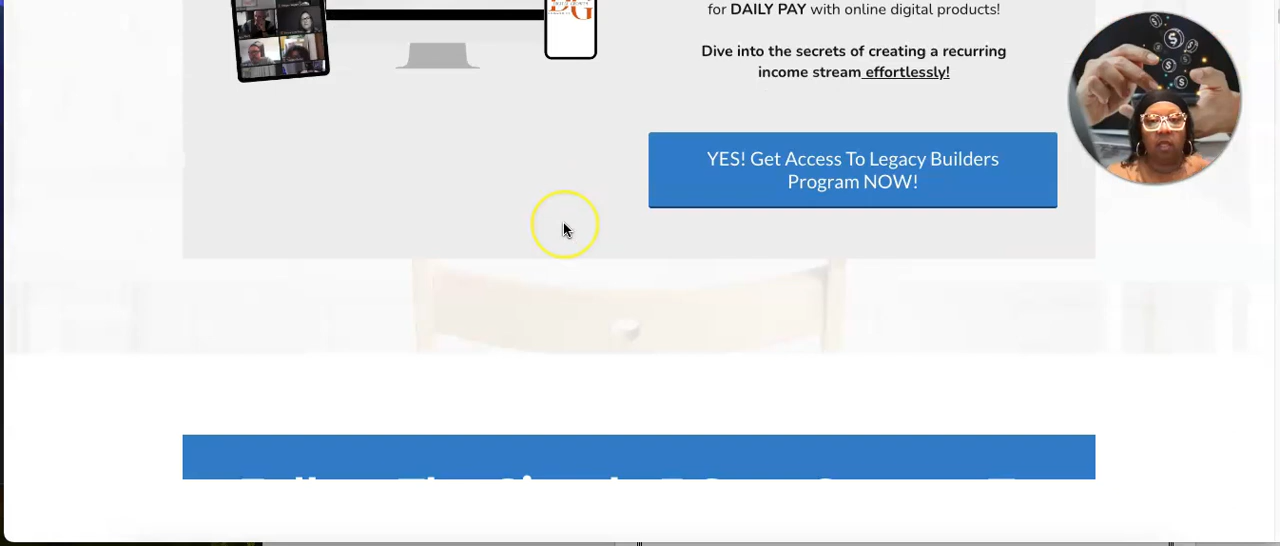 for DAILY PAY with online digital products!
Dive into the secrets of creating a recurring
income stream effortlessly!
YES! Get Access To Legacy Builders
Program NOW!